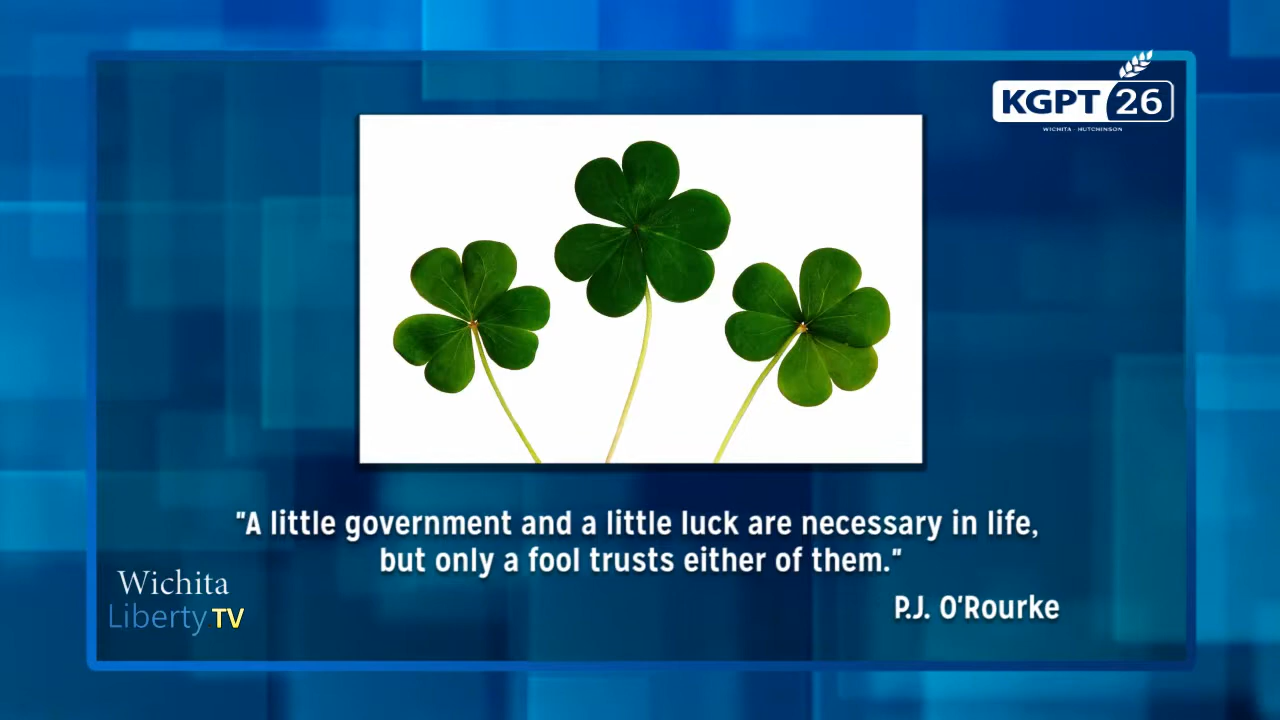 KGPT 26
WICHITA - HUTCHINSON
"A little government and a little luck are necessary in life,
but only a fool trusts either of them."
P.J. O'Rourke
Wichita
Liberty TV